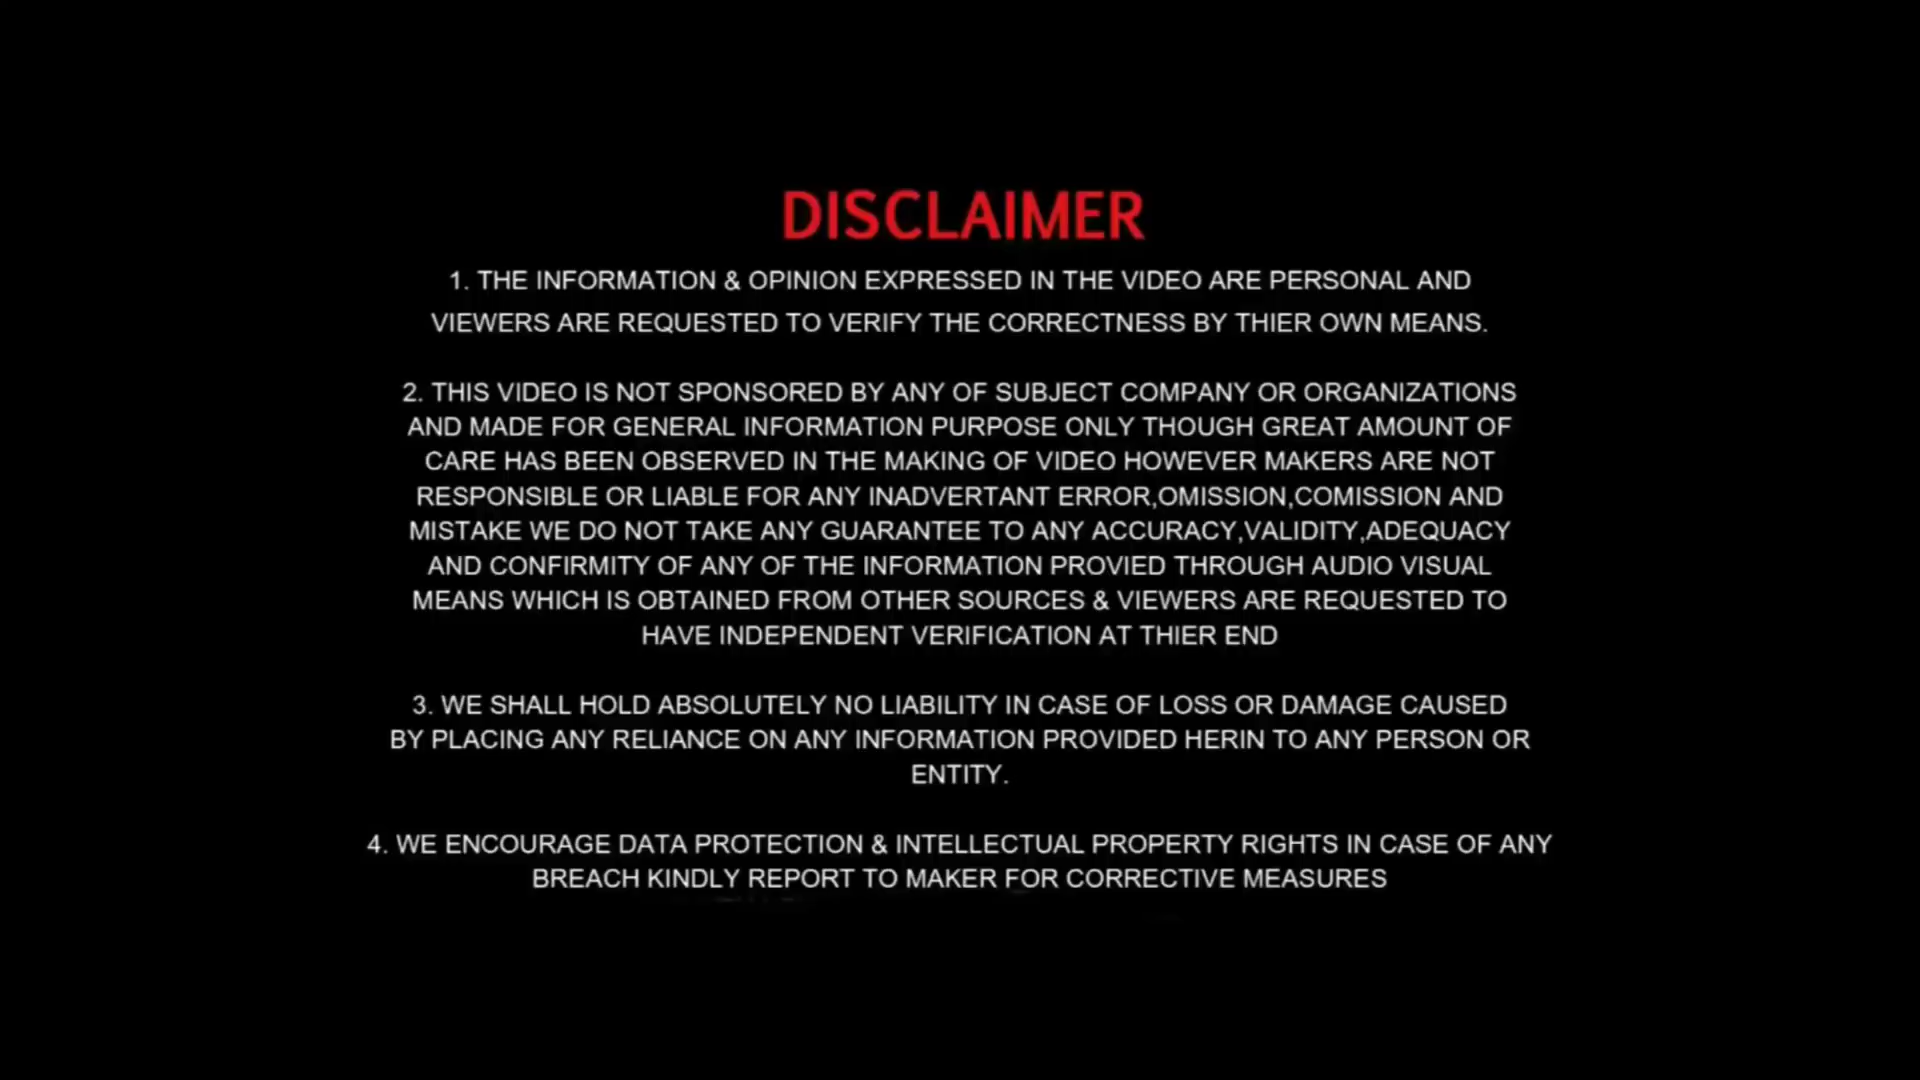 DISCLAIMER
1. THE INFORMATION & OPINION EXPRESSED IN THE VIDEO ARE PERSONAL AND
VIEWERS ARE REQUESTED TO VERIFY THE CORRECTNESS BY THIER OWN MEANS.
2. THIS VIDEO IS NOT SPONSORED BY ANY OF SUBJECT COMPANY OR ORGANIZATIONS
AND MADE FOR GENERAL INFORMATION PURPOSE ONLY THOUGH GREAT AMOUNT OF
CARE HAS BEEN OBSERVED IN THE MAKING OF VIDEO HOWEVER MAKERS ARE NOT
RESPONSIBLE OR LIABLE FOR ANY INADVERTANT ERROR,OMISSION,COMISSION AND
MISTAKE WE DO NOT TAKE ANY GUARANTEE TO ANY ACCURACY,VALIDITY,ADEQUACY
AND CONFIRMITY OF ANY OF THE INFORMATION PROVIED THROUGH AUDIO VISUAL
MEANS WHICH IS OBTAINED FROM OTHER SOURCES & VIEWERS ARE REQUESTED TO
HAVE INDEPENDENT VERIFICATION AT THIER END
3. WE SHALL HOLD ABSOLUTELY NO LIABILITY IN CASE OF LOSS OR DAMAGE CAUSED
BY PLACING ANY RELIANCE ON ANY INFORMATION PROVIDED HERIN TO ANY PERSON OR
ENTITY.
4. WE ENCOURAGE DATA PROTECTION & INTELLECTUAL PROPERTY RIGHTS IN CASE OF ANY
BREACH KINDLY REPORT TO MAKER FOR CORRECTIVE MEASURES